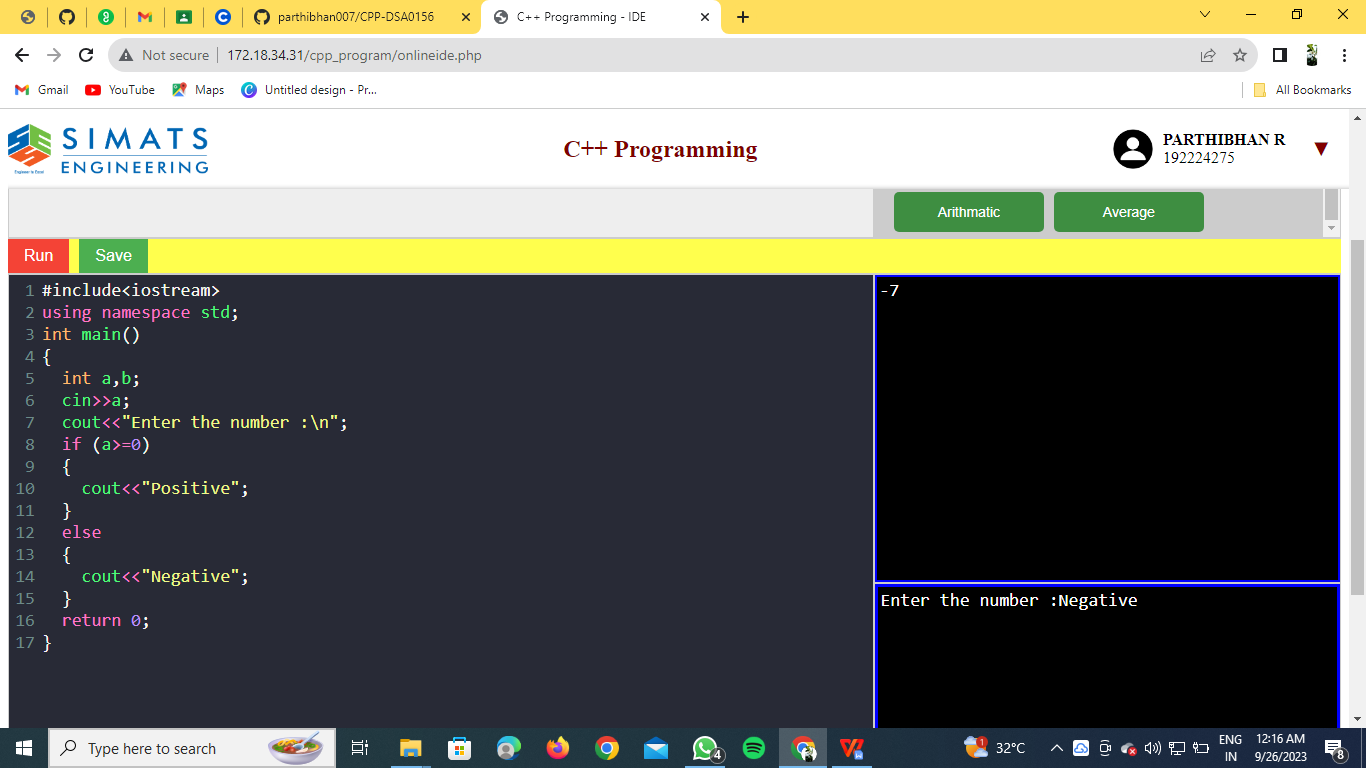 parthibhan007/CPP-DSA0156
C++ Programming - IDE
Not secure
172.18.34.31/cpp_program/onlineide.php
Gmail
YouTube
Maps
Untitled design - Pr...
All Bookmarks
SIMATS
ENGINEERING
Engineer to Excel
C++ Programming
PARTHIBHAN R
192224275
Arithmatic
Average
Run
Save
1 #include<iostream>
2 using namespace std;
3 int main()
4 {
5 int a,b;
6 cin>>a;
7 cout<<"Enter the number :\n";
8 if (a>=0)
9 {
10 cout<<"Positive";
11 }
12 else
13 {
14 cout<<"Negative";
15 }
16 return 0;
17 }
-7
Enter the number :Negative
Type here to search
4
1
32°C
ENG
IN
12:16 AM
9/26/2023
8